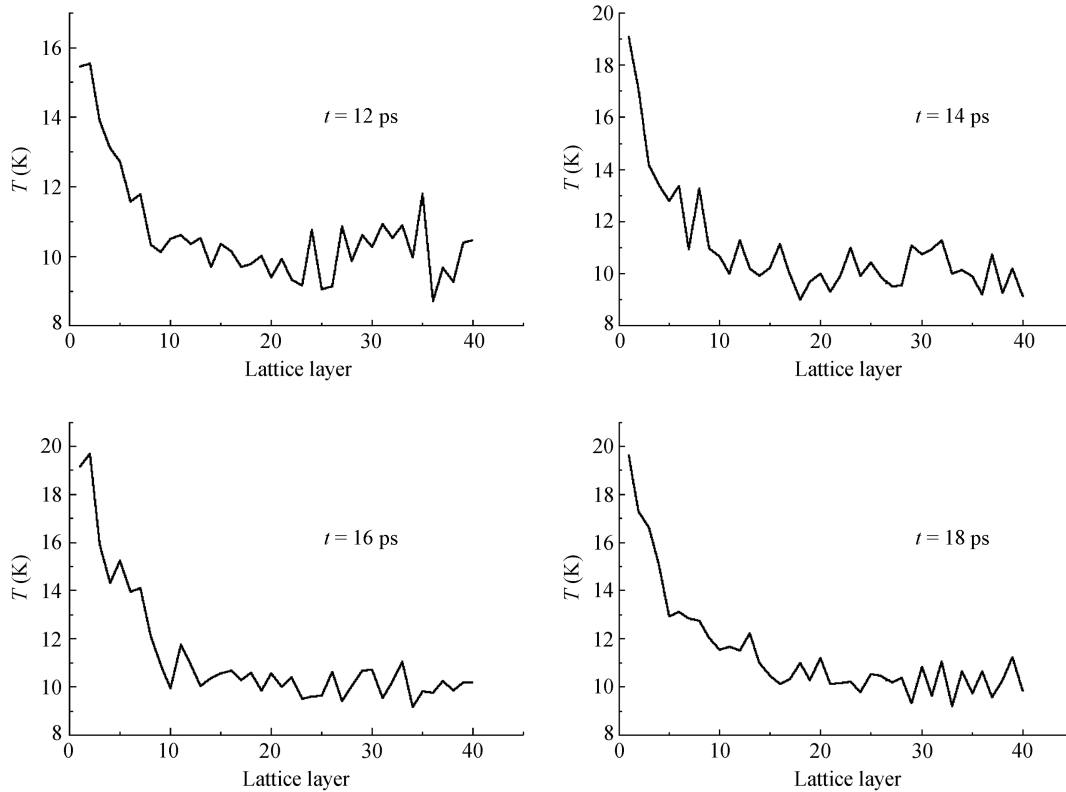 16
14
12
10
8
T (K)
t = 12 ps
0 10 20 30 40
Lattice layer
20
18
16
14
12
10
8
T (K)
t = 14 ps
0 10 20 30 40
Lattice layer
20
18
16
14
12
10
8
T (K)
t = 16 ps
0 10 20 30 40
Lattice layer
20
18
16
14
12
10
8
T (K)
t = 18 ps
0 10 20 30 40
Lattice layer